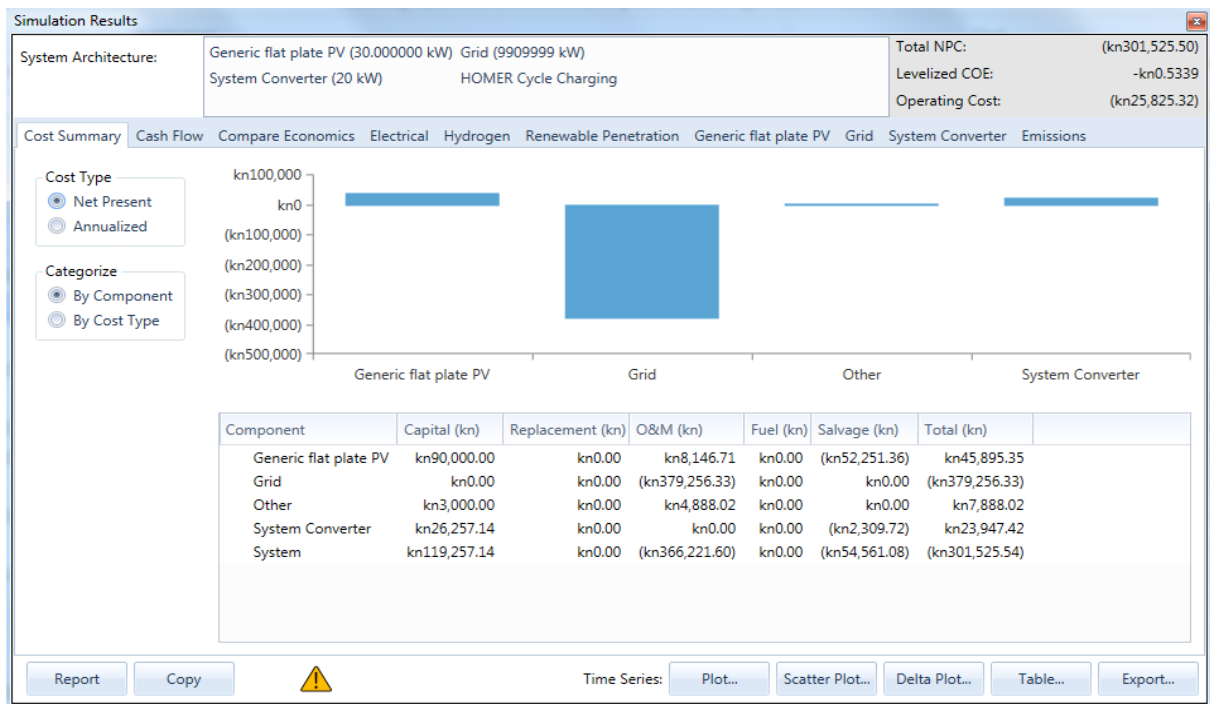 Simulation Results
System Architecture:
Generic flat plate PV (30.000000 kW) Grid (9909999 kW)
System Converter (20 kW) HOMER Cycle Charging
Total NPC: (kn301,525.50)
Levelized COE: -kn0.5339
Operating Cost: (kn25,825.32)
Cost Summary Cash Flow Compare Economics Electrical Hydrogen Renewable Penetration Generic flat plate PV Grid System Converter Emissions
Cost Type
Net Present
Annualized
Categorize
By Component
By Cost Type
kn100,000
kn0
(kn100,000)
(kn200,000)
(kn300,000)
(kn400,000)
(kn500,000)
Generic flat plate PV Grid Other System Converter
Component Capital (kn) Replacement (kn) O&M (kn) Fuel (kn) Salvage (kn) Total (kn)
Generic flat plate PV kn90,000.00 kn0.00 kn8,146.71 kn0.00 (kn52,251.36) kn45,895.35
Grid kn0.00 kn0.00 (kn379,256.33) kn0.00 kn0.00 (kn379,256.33)
Other kn3,000.00 kn0.00 kn4,888.02 kn0.00 kn0.00 kn7,888.02
System Converter kn26,257.14 kn0.00 kn0.00 kn0.00 (kn2,309.72) kn23,947.42
System kn119,257.14 kn0.00 (kn366,221.60) kn0.00 (kn54,561.08) (kn301,525.54)
Report Copy Time Series: Plot... Scatter Plot... Delta Plot... Table... Export...